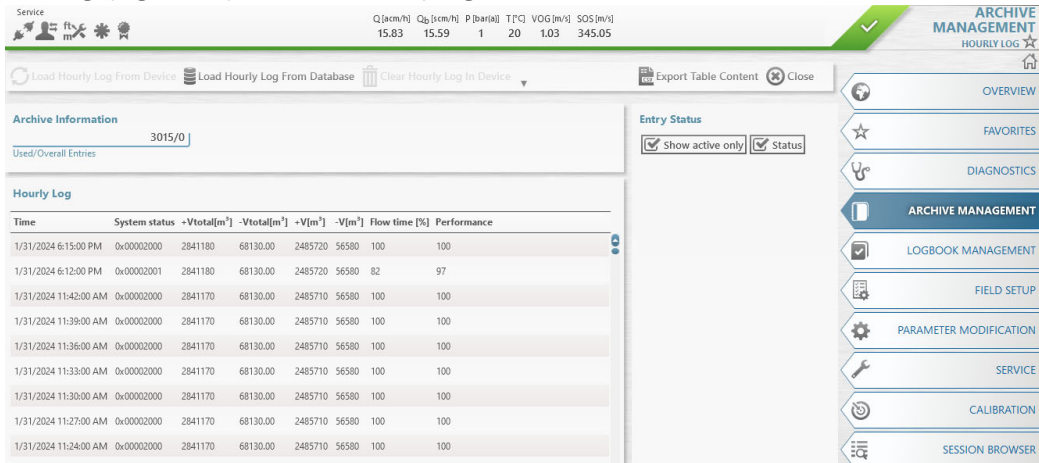 Service
Q [acm/h] Qb [scm/h] P [bar(a)] T [°C] VOG [m/s] SOS [m/s]
15.83 15.59 1 20 1.03 345.05
ARCHIVE
MANAGEMENT
HOURLY LOG
Load Hourly Log From Device Load Hourly Log From Database Clear Hourly Log In Device Export Table Content Close
Archive Information
3015/0
Used/Overall Entries
Entry Status
Show active only Status
Hourly Log
Time System status +Vtotal[m³] -Vtotal[m³] +V[m³] -V[m³] Flow time [%] Performance
1/31/2024 6:15:00 PM 0x00002000 2841180 68130.00 2485720 56580 100 100
1/31/2024 6:12:00 PM 0x00002001 2841180 68130.00 2485720 56580 82 97
1/31/2024 11:42:00 AM 0x00002000 2841170 68130.00 2485710 56580 100 100
1/31/2024 11:39:00 AM 0x00002000 2841170 68130.00 2485710 56580 100 100
1/31/2024 11:36:00 AM 0x00002000 2841170 68130.00 2485710 56580 100 100
1/31/2024 11:33:00 AM 0x00002000 2841170 68130.00 2485710 56580 100 100
1/31/2024 11:30:00 AM 0x00002000 2841170 68130.00 2485710 56580 100 100
1/31/2024 11:27:00 AM 0x00002000 2841170 68130.00 2485710 56580 100 100
1/31/2024 11:24:00 AM 0x00002000 2841170 68130.00 2485710 56580 100 100
OVERVIEW
FAVORITES
DIAGNOSTICS
ARCHIVE MANAGEMENT
LOGBOOK MANAGEMENT
FIELD SETUP
PARAMETER MODIFICATION
SERVICE
CALIBRATION
SESSION BROWSER